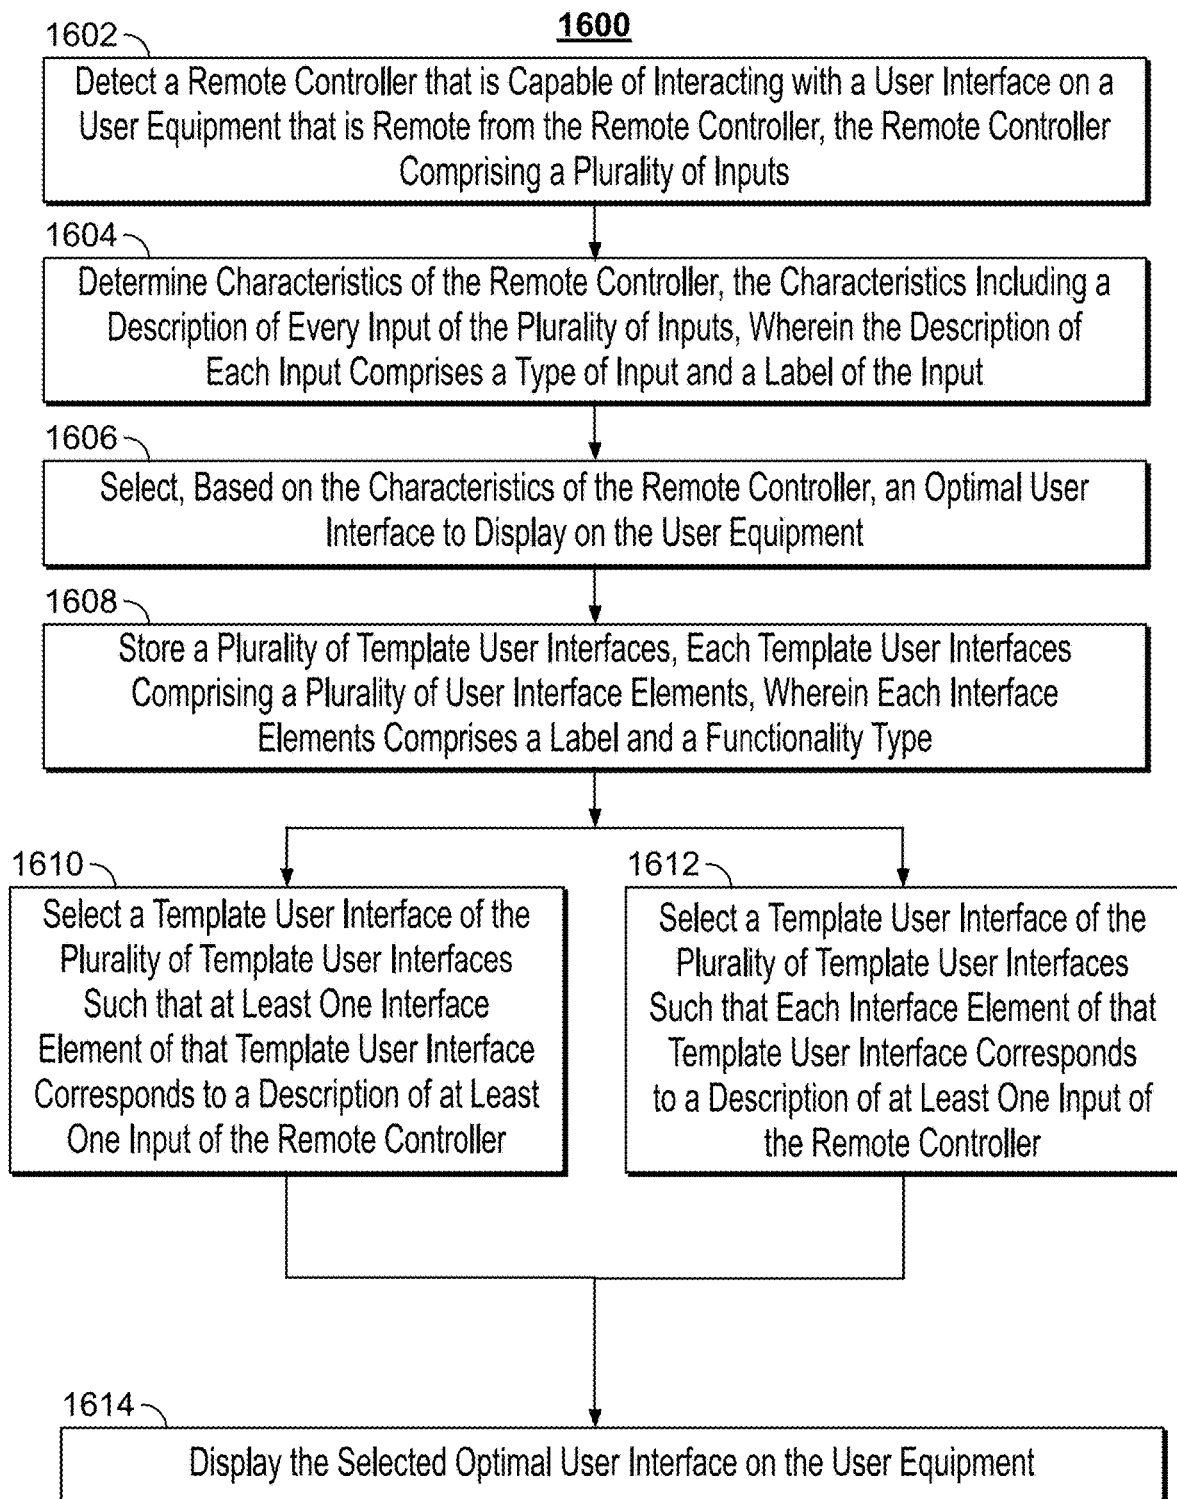 1600
1602
Detect a Remote Controller that is Capable of Interacting with a User Interface on a
User Equipment that is Remote from the Remote Controller, the Remote Controller
Comprising a Plurality of Inputs
1604
Determine Characteristics of the Remote Controller, the Characteristics Including a
Description of Every Input of the Plurality of Inputs, Wherein the Description of
Each Input Comprises a Type of Input and a Label of the Input
1606
Select, Based on the Characteristics of the Remote Controller, an Optimal User
Interface to Display on the User Equipment
1608
Store a Plurality of Template User Interfaces, Each Template User Interfaces
Comprising a Plurality of User Interface Elements, Wherein Each Interface
Elements Comprises a Label and a Functionality Type
1610
Select a Template User Interface of the
Plurality of Template User Interfaces
Such that at Least One Interface
Element of that Template User Interface
Corresponds to a Description of at Least
One Input of the Remote Controller
1612
Select a Template User Interface of the
Plurality of Template User Interfaces
Such that Each Interface Element of that
Template User Interface Corresponds
to a Description of at Least One Input of
the Remote Controller
1614
Display the Selected Optimal User Interface on the User Equipment